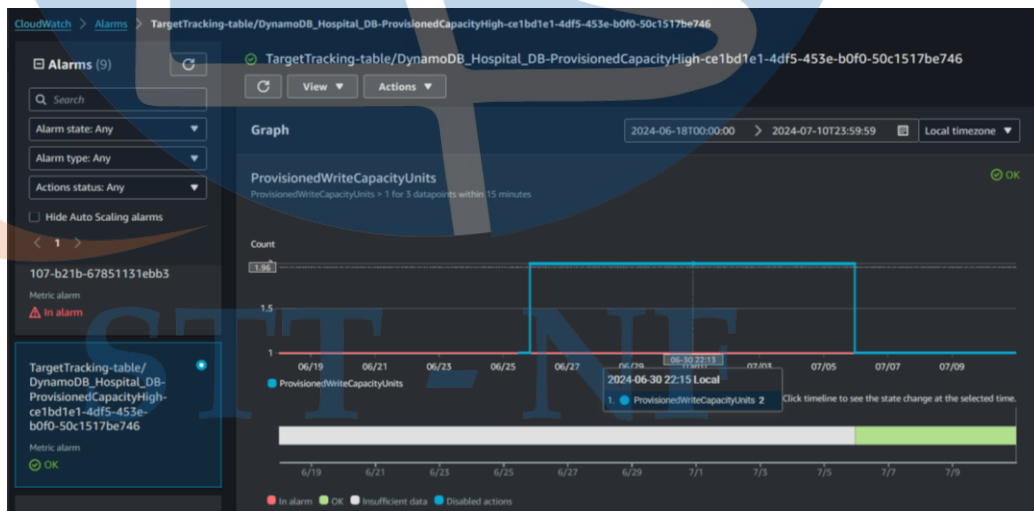 CloudWatch > Alarms > TargetTracking-table/DynamoDB_Hospital_DB-ProvisionedCapacityHigh-ce1bd1e1-4df5-453e-b0f0-50c1517be746
Alarms (9)
Search
Alarm state: Any
Alarm type: Any
Actions status: Any
Hide Auto Scaling alarms
< 1 >
107-b21b-67851131ebb3
Metric alarm
In alarm
TargetTracking-table/
DynamoDB_Hospital_DB-
ProvisionedCapacityHigh-
ce1bd1e1-4df5-453e-
b0f0-50c1517be746
Metric alarm
OK
TargetTracking-table/DynamoDB_Hospital_DB-ProvisionedCapacityHigh-ce1bd1e1-4df5-453e-b0f0-50c1517be746
View Actions
Graph 2024-06-18T00:00:00 > 2024-07-10T23:59:59 Local timezone
ProvisionedWriteCapacityUnits OK
ProvisionedWriteCapacityUnits > 1 for 3 datapoints within 15 minutes
Count
1.96
1.5
1
06/19 06/21 06/23 06/25 06/27 06/29 06-30 22:13 07/03 07/05 07/07 07/09
ProvisionedWriteCapacityUnits
2024-06-30 22:15 Local
1. ProvisionedWriteCapacityUnits 2
Click timeline to see the state change at the selected time.
6/19 6/21 6/23 6/25 6/27 6/29 7/1 7/3 7/5 7/7 7/9
In alarm OK Insufficient data Disabled actions
STT - NF